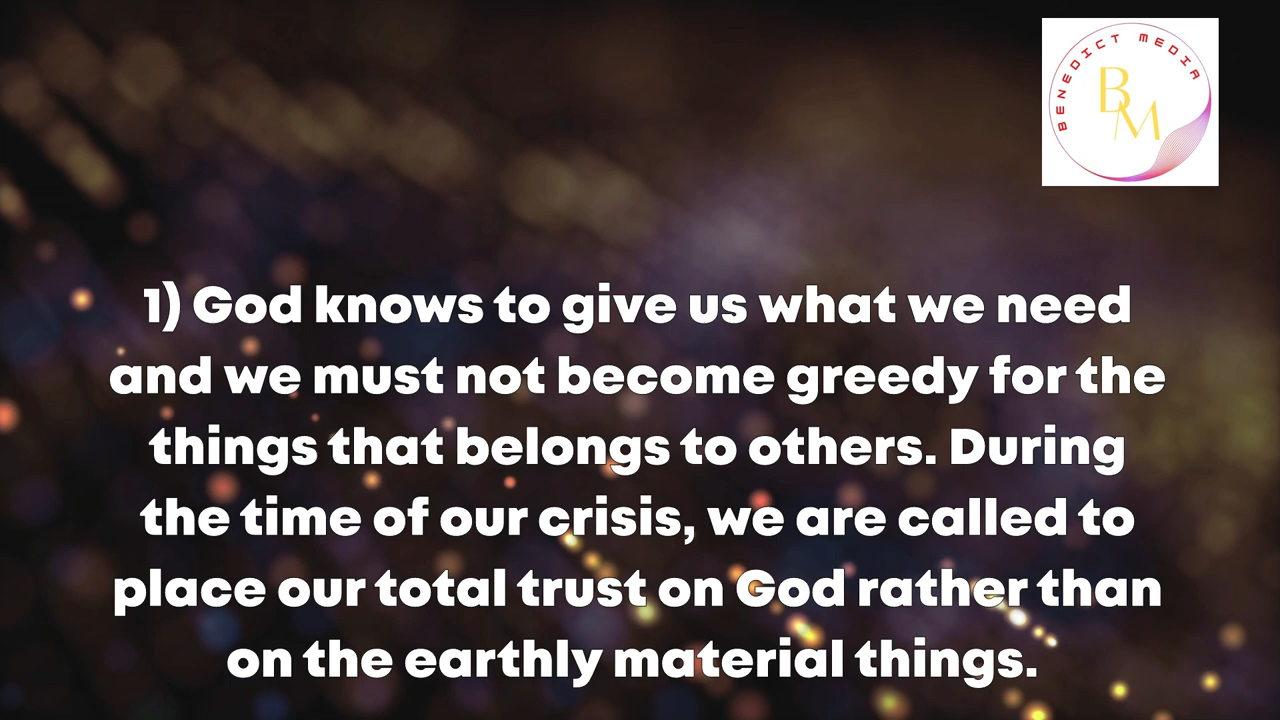 BENEDICT MEDIA
BM
1) God knows to give us what we need
and we must not become greedy for the
things that belongs to others. During
the time of our crisis, we are called to
place our total trust on God rather than
on the earthly material things.